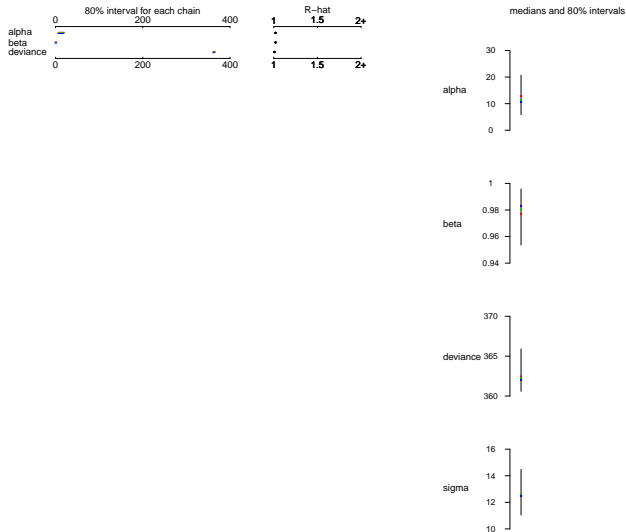 80% interval for each chain
R−hat
0 200 400
1 1.5 2+
alpha
beta
deviance
0 200 400
1 1.5 2+
medians and 80% intervals
alpha
30
20
10
0
beta
1
0.98
0.96
0.94
deviance
370
365
360
sigma
16
14
12
10